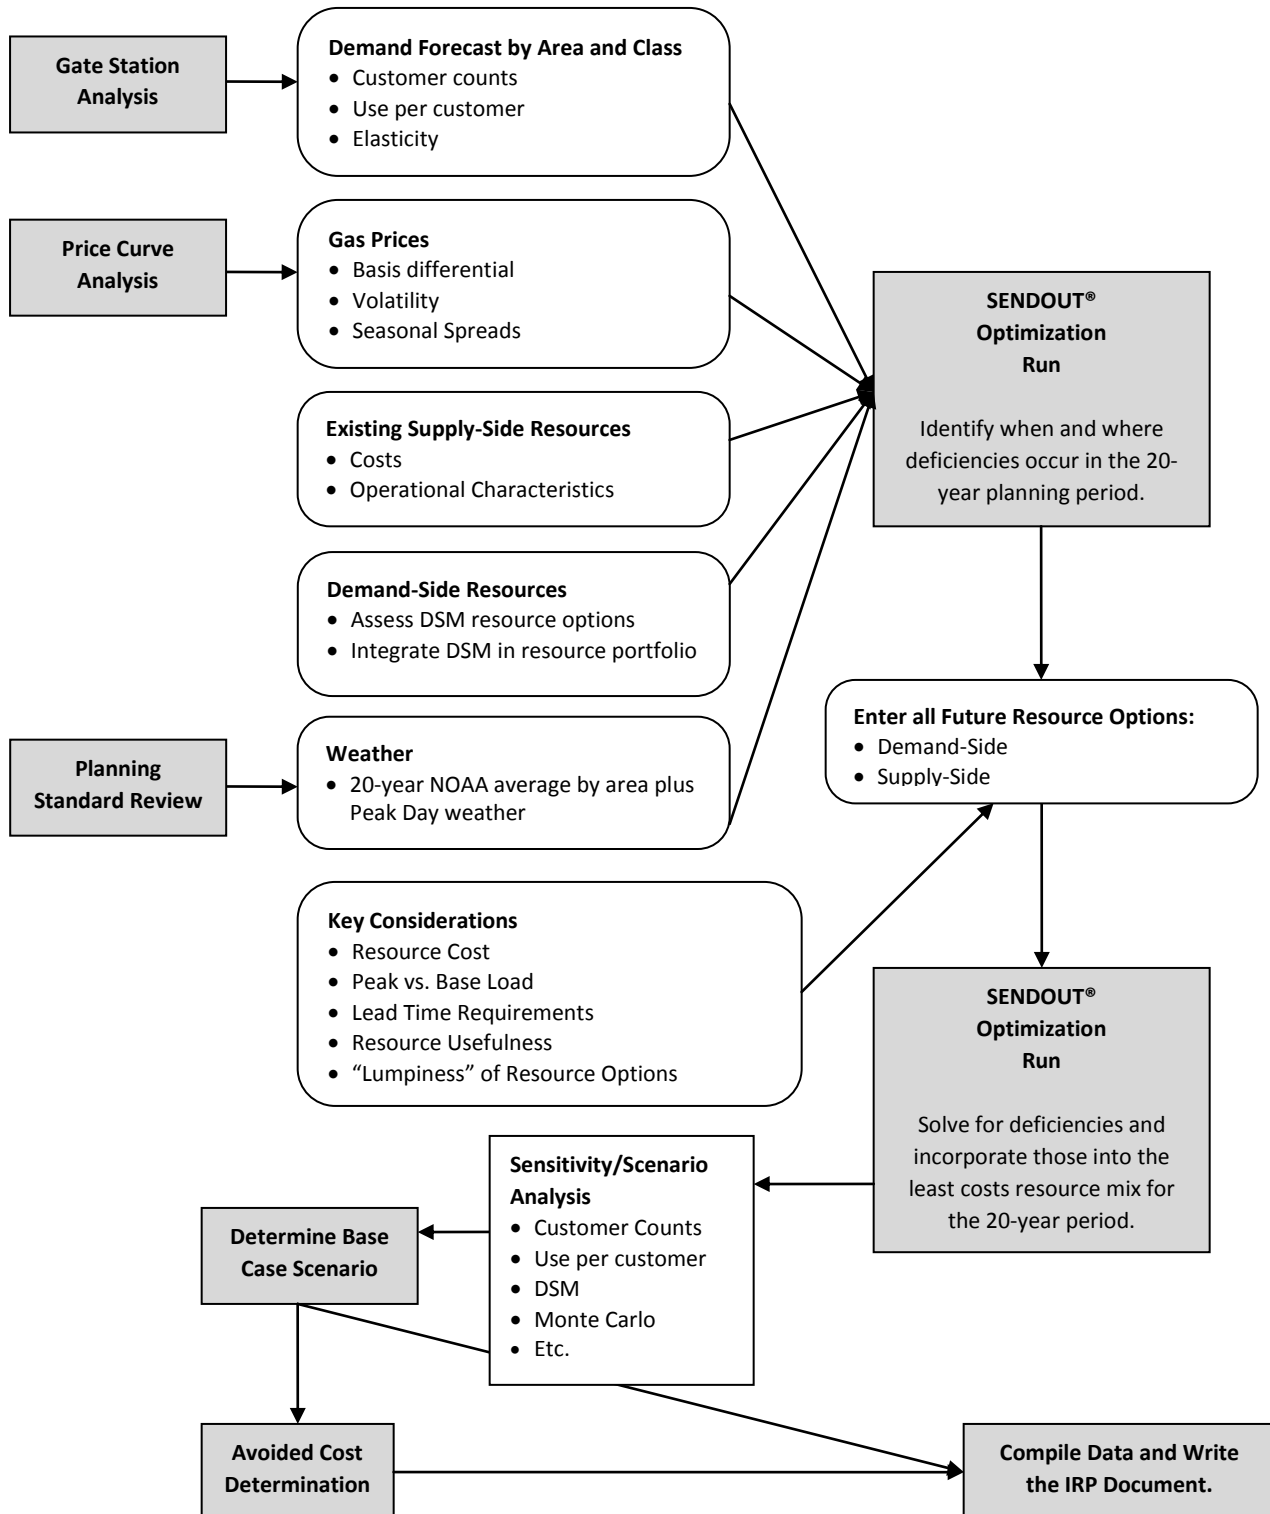 Gate Station
Analysis
Demand Forecast by Area and Class
• Customer counts
• Use per customer
• Elasticity
Price Curve
Analysis
Gas Prices
• Basis differential
• Volatility
• Seasonal Spreads
Existing Supply-Side Resources
• Costs
• Operational Characteristics
Demand-Side Resources
• Assess DSM resource options
• Integrate DSM in resource portfolio
Planning
Standard Review
Weather
• 20-year NOAA average by area plus
Peak Day weather
SENDOUT®
Optimization
Run
Identify when and where
deficiencies occur in the 20-
year planning period.
Enter all Future Resource Options:
• Demand-Side
• Supply-Side
Key Considerations
• Resource Cost
• Peak vs. Base Load
• Lead Time Requirements
• Resource Usefulness
• “Lumpiness” of Resource Options
SENDOUT®
Optimization
Run
Solve for deficiencies and
incorporate those into the
least costs resource mix for
the 20-year period.
Sensitivity/Scenario
Analysis
• Customer Counts
• Use per customer
• DSM
• Monte Carlo
• Etc.
Determine Base
Case Scenario
Avoided Cost
Determination
Compile Data and Write
the IRP Document.